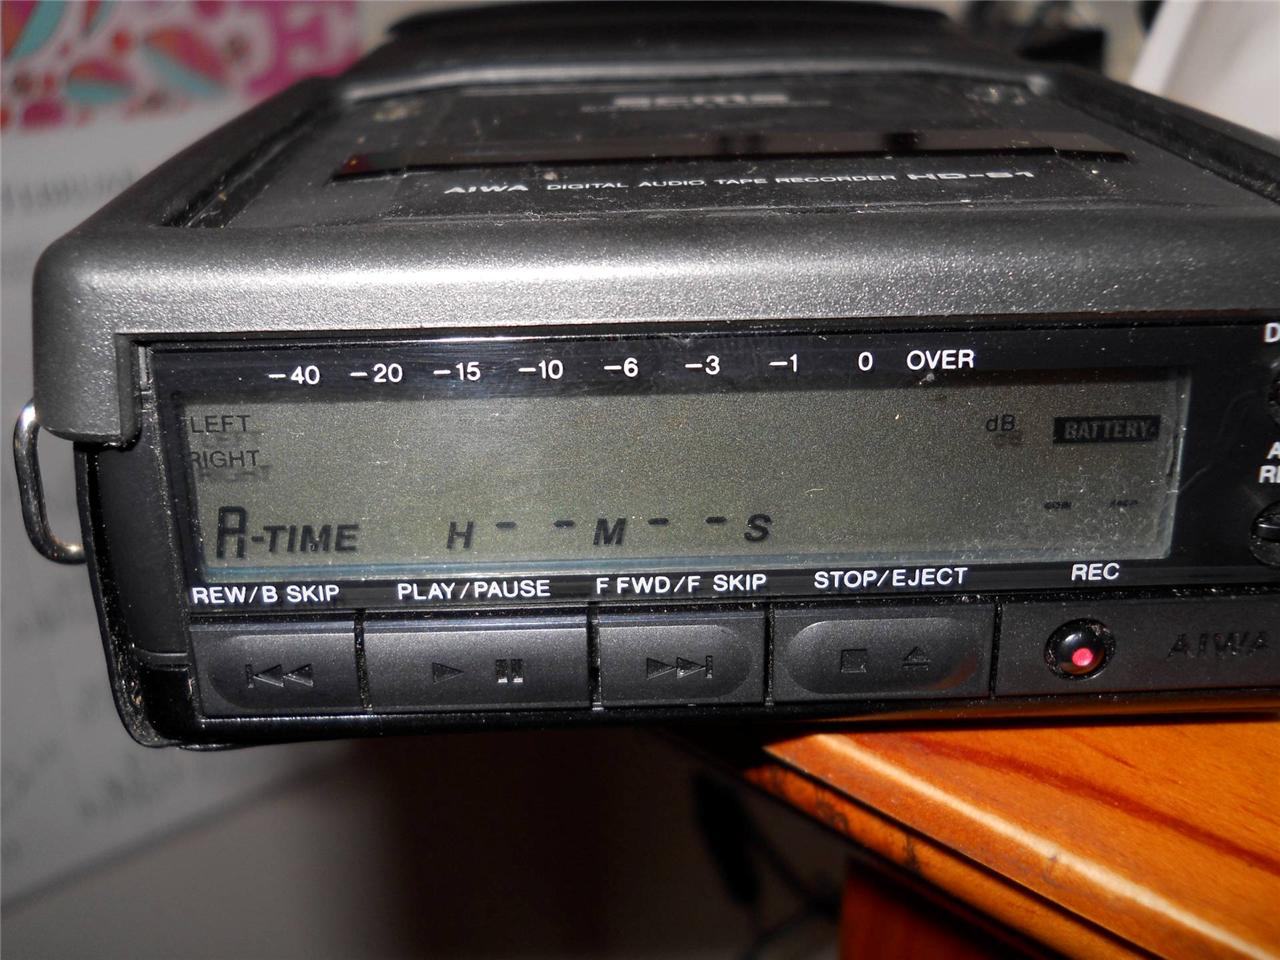 SCMS
AIWA DIGITAL AUDIO TAPE RECORDER HD-S1
-40 -20 -15 -10 -6 -3 -1 0 OVER
LEFT dB BATTERY
RIGHT
A-TIME H - - M - - S
REW/B SKIP PLAY/PAUSE F FWD/F SKIP STOP/EJECT REC
AIWA